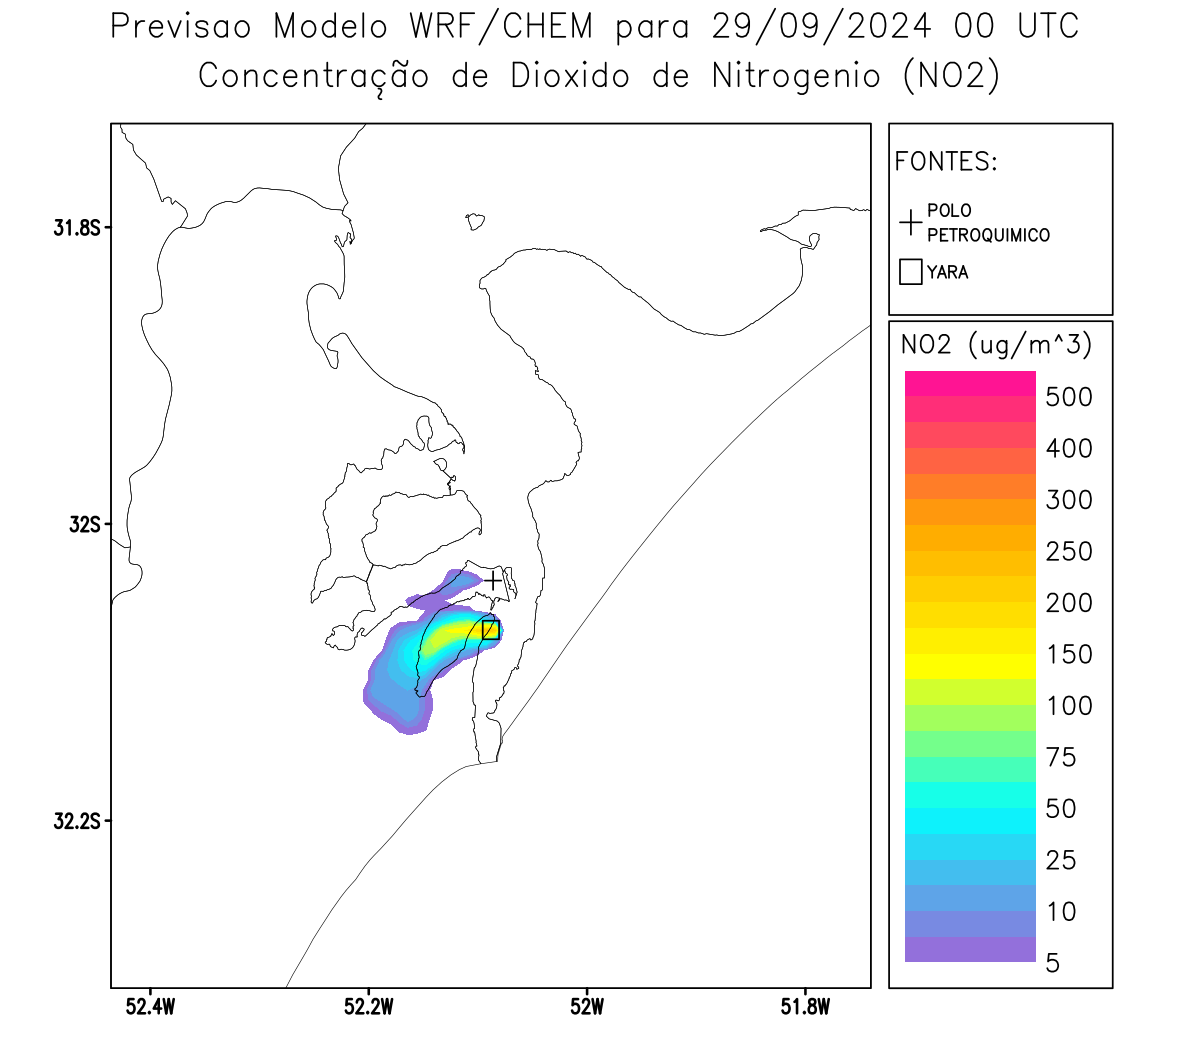 Previsao Modelo WRF/CHEM para 29/09/2024 00 UTC
Concentração de Dioxido de Nitrogenio (NO2)
FONTES:
POLO
PETROQUIMICO
YARA
NO2 (ug/m^3)
500
400
300
250
200
150
100
75
50
25
10
5
31.8S
32S
32.2S
52.4W
52.2W
52W
51.8W